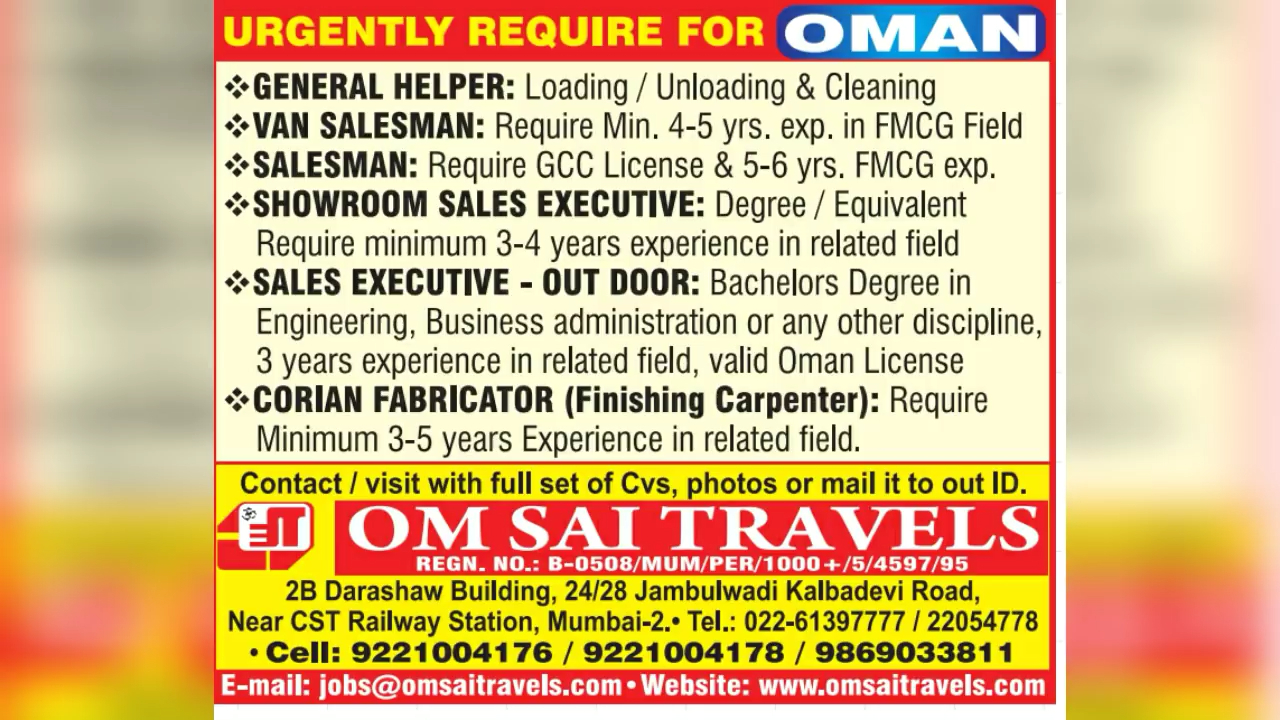 URGENTLY REQUIRE FOR OMAN
❖GENERAL HELPER: Loading / Unloading & Cleaning
❖VAN SALESMAN: Require Min. 4-5 yrs. exp. in FMCG Field
❖SALESMAN: Require GCC License & 5-6 yrs. FMCG exp.
❖SHOWROOM SALES EXECUTIVE: Degree / Equivalent
Require minimum 3-4 years experience in related field
❖SALES EXECUTIVE - OUT DOOR: Bachelors Degree in
Engineering, Business administration or any other discipline,
3 years experience in related field, valid Oman License
❖CORIAN FABRICATOR (Finishing Carpenter): Require
Minimum 3-5 years Experience in related field.
Contact / visit with full set of Cvs, photos or mail it to out ID.
OM SAI TRAVELS
REGN. NO.: B-0508/MUM/PER/1000+/5/4597/95
2B Darashaw Building, 24/28 Jambulwadi Kalbadevi Road,
Near CST Railway Station, Mumbai-2.• Tel.: 022-61397777 / 22054778
• Cell: 9221004176 / 9221004178 / 9869033811
E-mail: jobs@omsaitravels.com • Website: www.omsaitravels.com